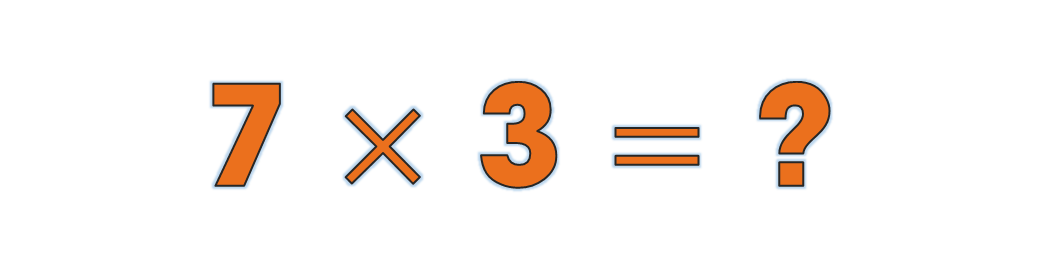 7 × 3 = ?